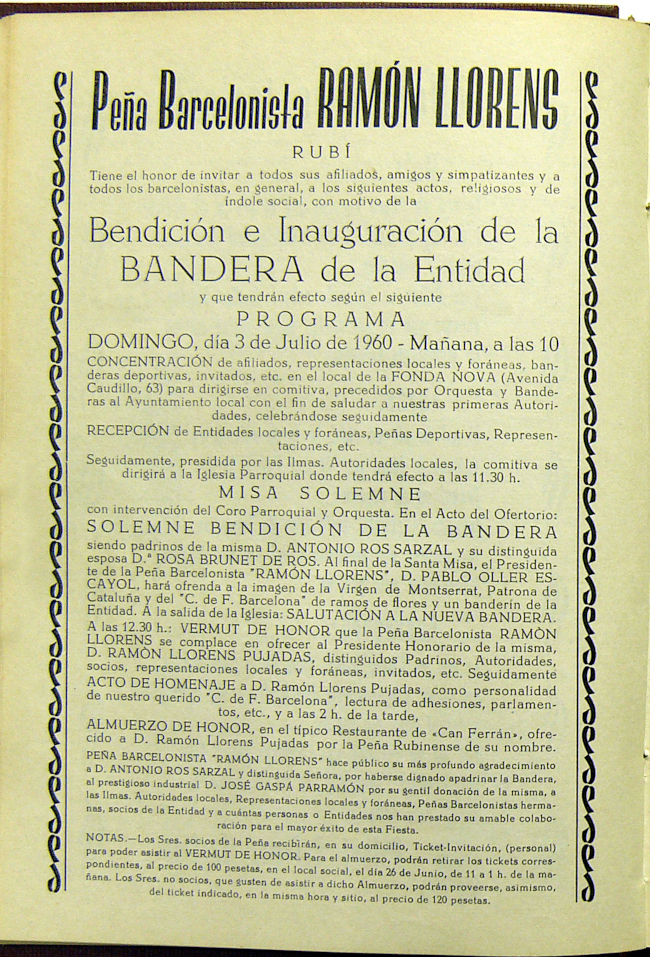 Peña Barcelonista RAMÓN LLORENS
RUBÍ
Tiene el honor de invitar a todos sus afiliados, amigos y simpatizantes y a
todos los barcelonistas, en general, a los siguientes actos, religiosos y de
índole social, con motivo de la
Bendición e Inauguración de la
BANDERA de la Entidad
y que tendrán efecto según el siguiente
PROGRAMA
DOMINGO, día 3 de Julio de 1960 - Mañana, a las 10
CONCENTRACIÓN de afiliados, representaciones locales y foráneas, ban-
deras deportivas, invitados, etc. en el local de la FONDA NOVA (Avenida
Caudillo, 63) para dirigirse en comitiva, precedidos por Orquesta y Bande-
ras al Ayuntamiento local con el fin de saludar a nuestras primeras Autori-
dades, celebrándose seguidamente
RECEPCIÓN de Entidades locales y foráneas, Peñas Deportivas, Represen-
taciones, etc.
Seguidamente, presidida por las Ilmas. Autoridades locales, la comitiva se
dirigirá a la Iglesia Parroquial donde tendrá efecto a las 11.30 h.
MISA SOLEMNE
con intervención del Coro Parroquial y Orquesta. En el Acto del Ofertorio:
SOLEMNE BENDICIÓN DE LA BANDERA
siendo padrinos de la misma D. ANTONIO ROS SARZAL y su distinguida
esposa D.ª ROSA BRUNET DE ROS. Al final de la Santa Misa, el Presiden-
te de la Peña Barcelonista "RAMÓN LLORENS", D. PABLO OLLER ES-
CAYOL, hará ofrenda a la imagen de la Virgen de Montserrat, Patrona de
Cataluña y del "C. de F. Barcelona" de ramos de flores y un banderín de la
Entidad. A la salida de la Iglesia: SALUTACIÓN A LA NUEVA BANDERA.
A las 12.30 h.: VERMUT DE HONOR que la Peña Barcelonista RAMÒN
LLORENS se complace en ofrecer al Presidente Honorario de la misma,
D. RAMÒN LLORENS PUJADAS, distinguidos Padrinos, Autoridades,
socios, representaciones locales y foráneas, invitados, etc. Seguidamente
ACTO DE HOMENAJE a D. Ramón Llorens Pujadas, como personalidad
de nuestro querido "C. de F. Barcelona", lectura de adhesiones, parlamen-
tos, etc., y a las 2 h. de la tarde,
ALMUERZO DE HONOR, en el típico Restaurante de «Can Ferrán», ofre-
cido a D. Ramón Llorens Pujadas por la Peña Rubinense de su nombre.
PEÑA BARCELONISTA "RAMÓN LLORENS" hace público su más profundo agradecimiento
a D. ANTONIO ROS SARZAL y distinguida Señora, por haberse dignado apadrinar la Bandera,
al prestigioso industrial D. JOSÉ GASPÁ PARRAMÓN por su gentil donación de la misma, a
las Ilmas. Autoridades locales, Representaciones locales y foráneas, Peñas Barcelonistas herma-
nas, socios de la Entidad y a cuántas personas o Entidades nos han prestado su amable colabo-
ración para el mayor éxito de esta Fiesta.
NOTAS.—Los Sres. socios de la Peña recibirán, en su domicilio, Ticket-Invitación, (personal)
para poder asistir al VERMUT DE HONOR. Para el almuerzo, podrán retirar los tickets corres-
pondientes, al precio de 100 pesetas, en el local social, el día 26 de Junio, de 11 a 1 h. de la ma-
ñana. Los Sres. no socios, que gusten de asistir a dicho Almuerzo, podrán proveerse, asimismo,
del ticket indicado, en la misma hora y sitio, al precio de 120 pesetas.